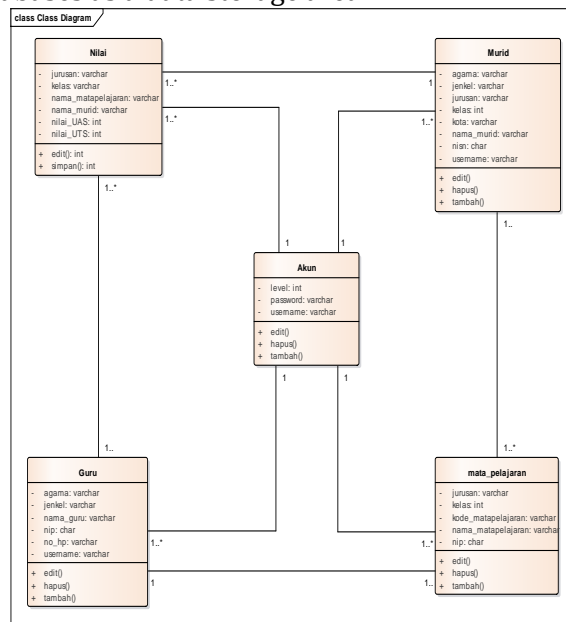 class Class Diagram
Nilai
- jurusan: varchar
- kelas: varchar
- nama_matapelajaran: varchar
- nama_murid: varchar
- nilai_UAS: int
- nilai_UTS: int
+ edit(): int
+ simpan(): int
Murid
- agama: varchar
- jenkel: varchar
- jurusan: varchar
- kelas: int
- kota: varchar
- nama_murid: varchar
- nisn: char
- username: varchar
+ edit()
+ hapus()
+ tambah()
1..*
1
1..*
1..*
1..*
1..
1
1
Akun
- level: int
- password: varchar
- username: varchar
+ edit()
+ hapus()
+ tambah()
1
1
1..
1..*
Guru
- agama: varchar
- jenkel: varchar
- nama_guru: varchar
- nip: char
- no_hp: varchar
- username: varchar
+ edit()
+ hapus()
+ tambah()
mata_pelajaran
- jurusan: varchar
- kelas: int
- kode_matapelajaran: varchar
- nama_matapelajaran: varchar
- nip: char
+ edit()
+ hapus()
+ tambah()
1..*
1..*
1
1..